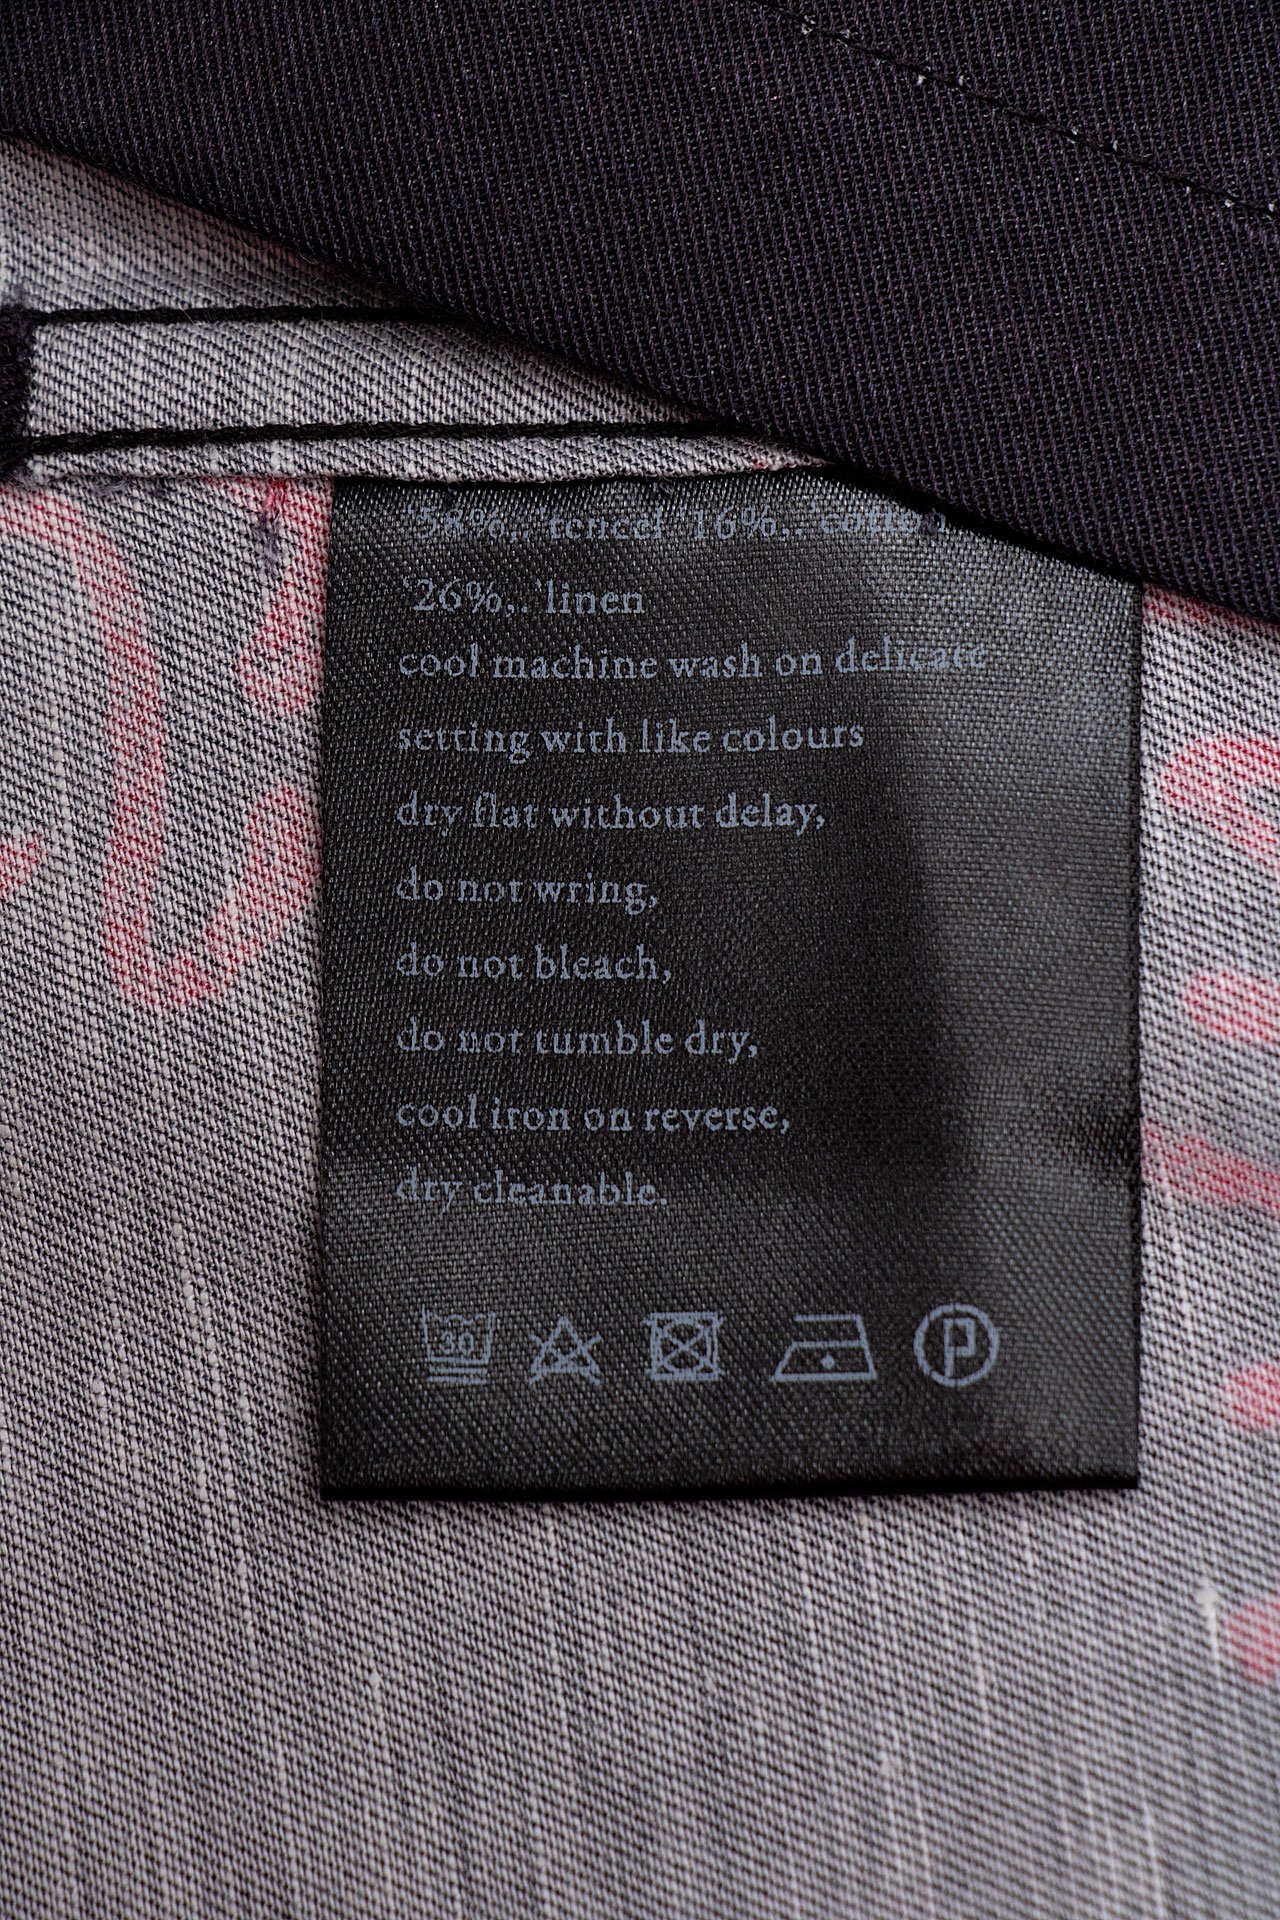 '58%,. 'tencel '16%,. 'cotton
'26%,. 'linen
cool machine wash on delicate
setting with like colours
dry flat without delay,
do not wring,
do not bleach,
do not tumble dry,
cool iron on reverse,
dry cleanable.
30 P